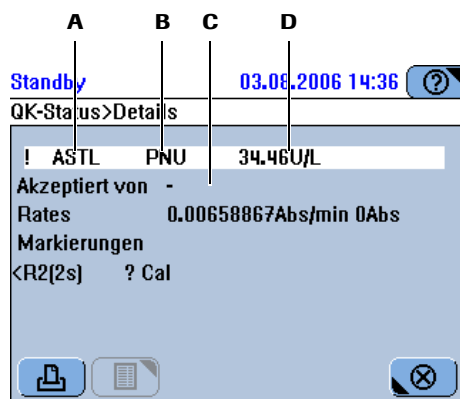 A B C D
Standby 03.08.2006 14:36 ?
QK-Status>Details
! ASTL PNU 34.46U/L
Akzeptiert von -
Rates 0.00658867Abs/min 0Abs
Markierungen
<R2(2s) ? Cal